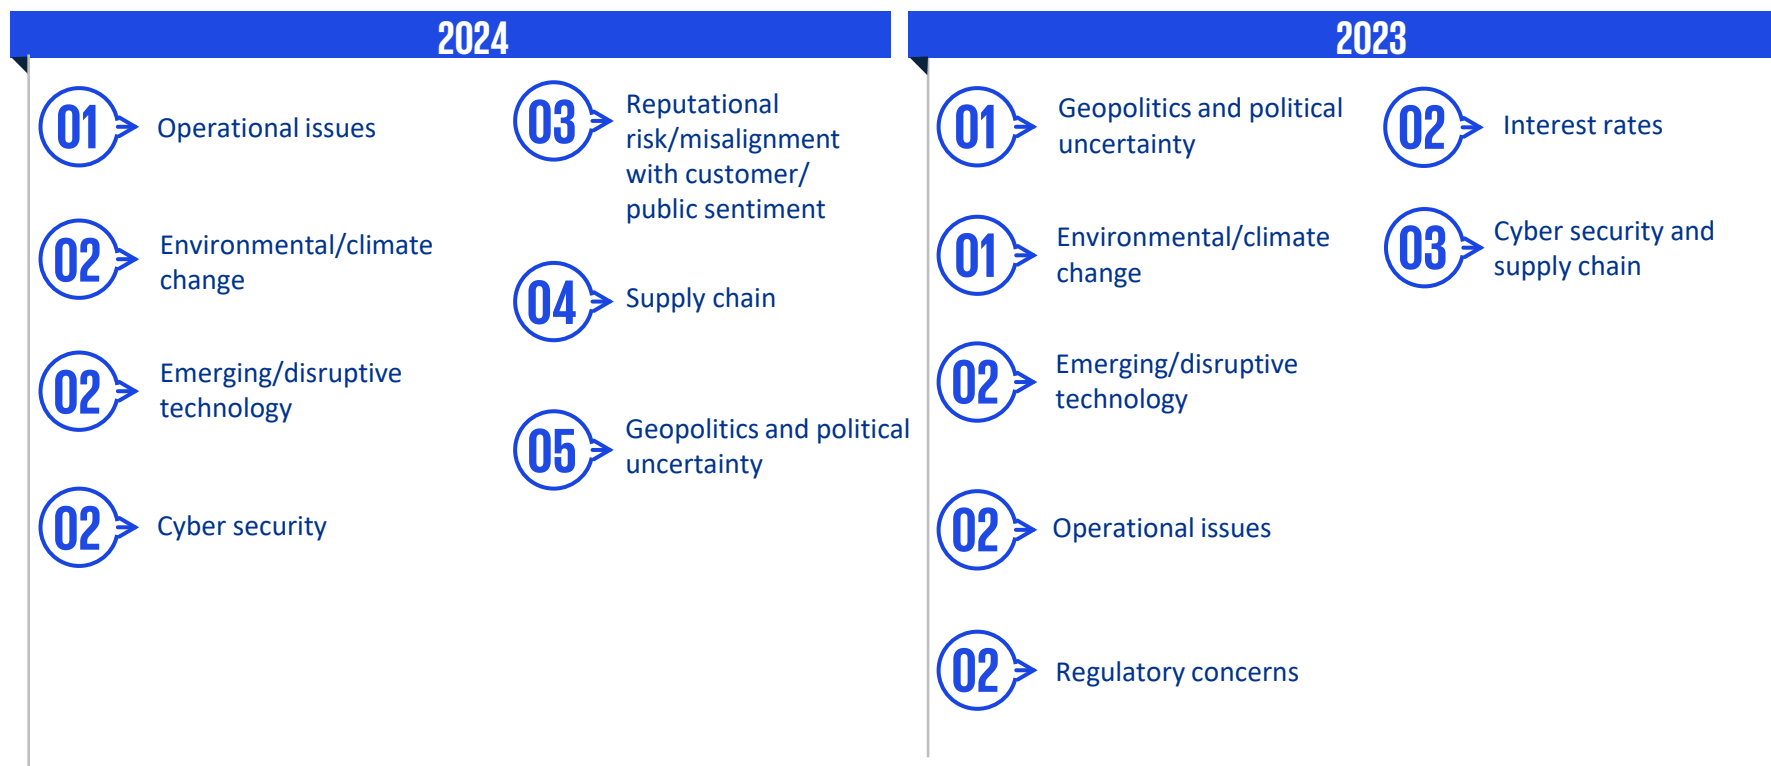 2024
01
Operational issues
02
Environmental/climate
change
02
Emerging/disruptive
technology
02
Cyber security
03
Reputational
risk/misalignment
with customer/
public sentiment
04
Supply chain
05
Geopolitics and political
uncertainty
2023
01
Geopolitics and political
uncertainty
01
Environmental/climate
change
02
Emerging/disruptive
technology
02
Operational issues
02
Regulatory concerns
02
Interest rates
03
Cyber security and
supply chain